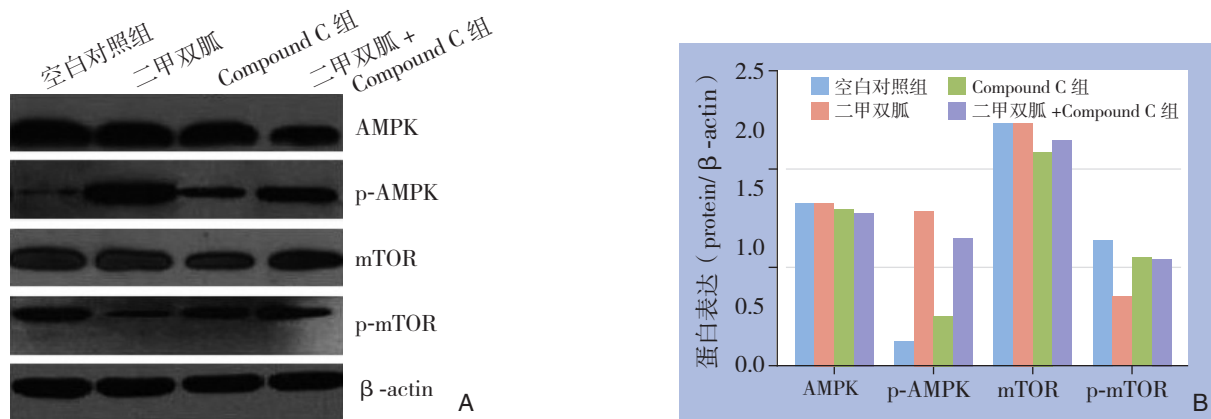 空白对照组
二甲双胍
Compound C 组
二甲双胍 +
Compound C 组
AMPK
p-AMPK
mTOR
p-mTOR
β-actin
A
蛋白表达（protein/β-actin）
2.5
2.0
1.5
1.0
0.5
0.0
空白对照组
Compound C 组
二甲双胍
二甲双胍 +Compound C 组
AMPK
p-AMPK
mTOR
p-mTOR
B